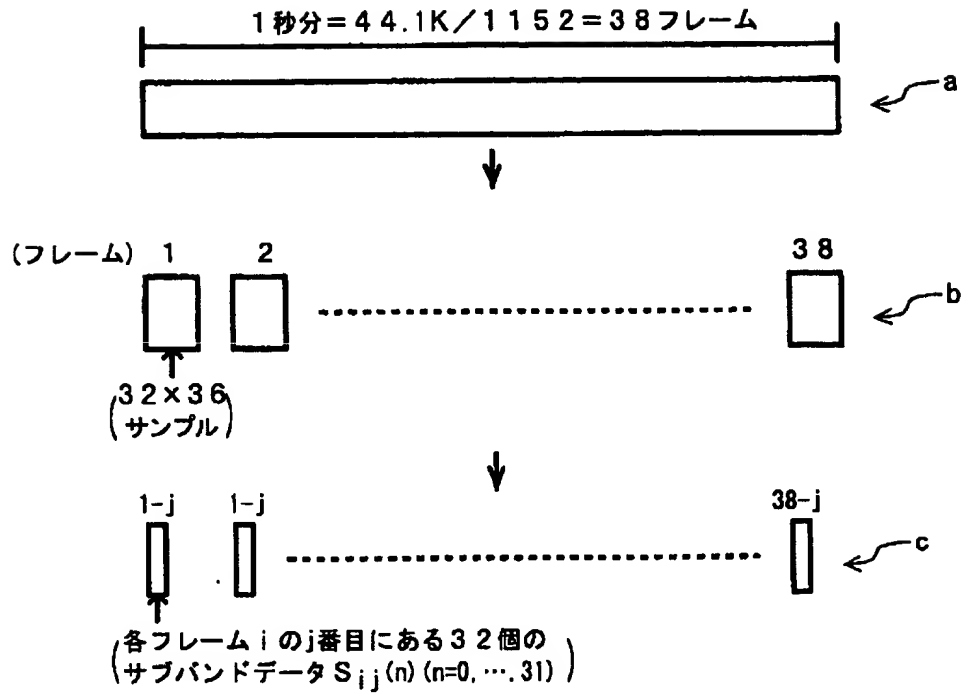 1秒分=44.1K/1152=38フレーム
a
(フレーム) 1 2 38
b
(32×36
サンプル)
1-j 1-j 38-j
c
(各フレームiのj番目にある32個の
サブバンドデータSij(n)(n=0,….31))